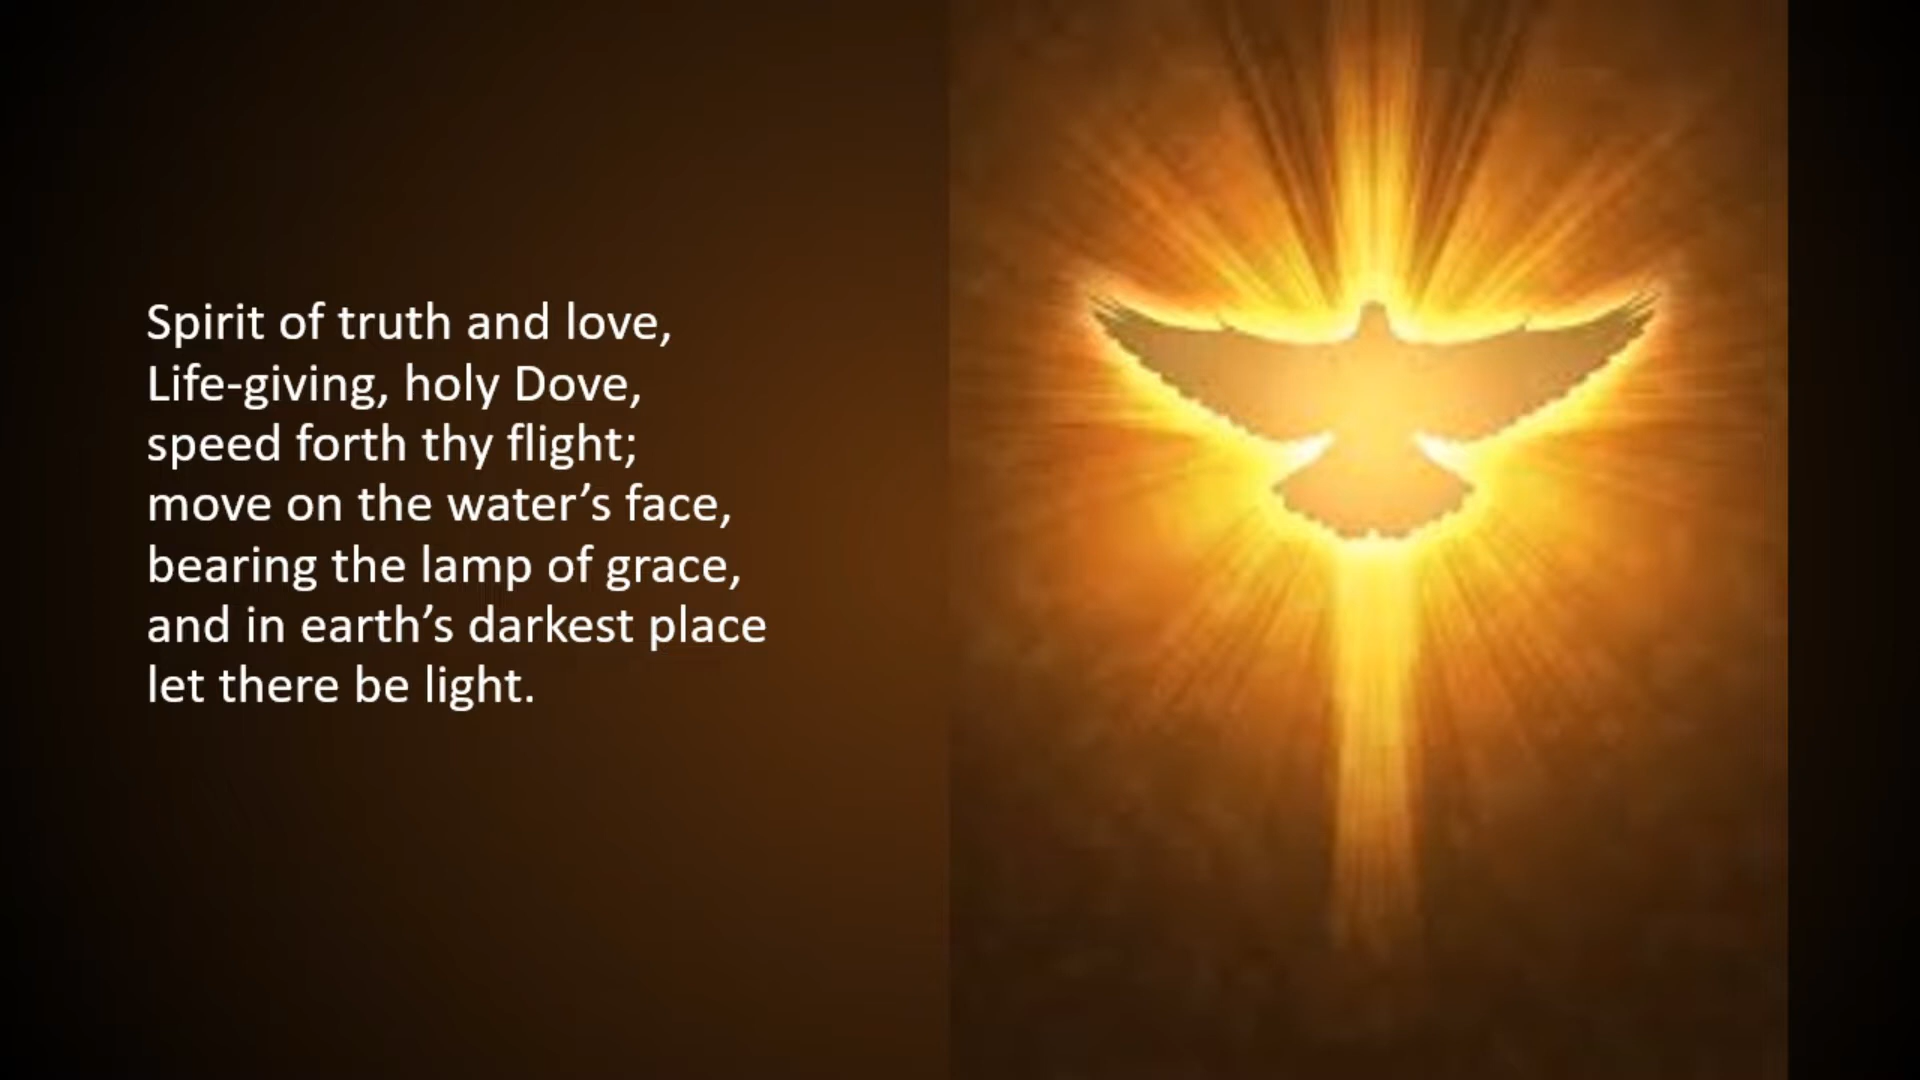 Spirit of truth and love,
Life-giving, holy Dove,
speed forth thy flight;
move on the water’s face,
bearing the lamp of grace,
and in earth’s darkest place
let there be light.